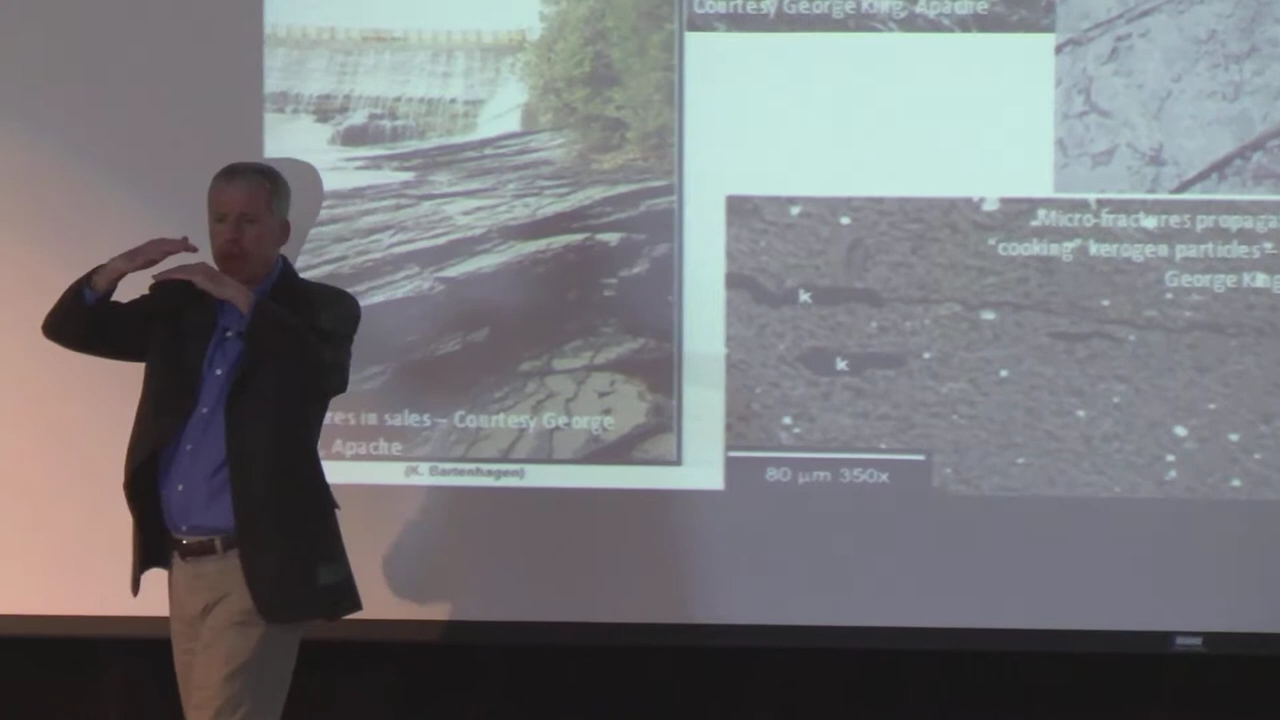 Courtesy George King, Apache
Micro-fractures propaga
"cooking" kerogen particles" –
George King
k
k
80 µm 350x
res in sales – Courtesy George
, Apache
(K. Bartenhagen)